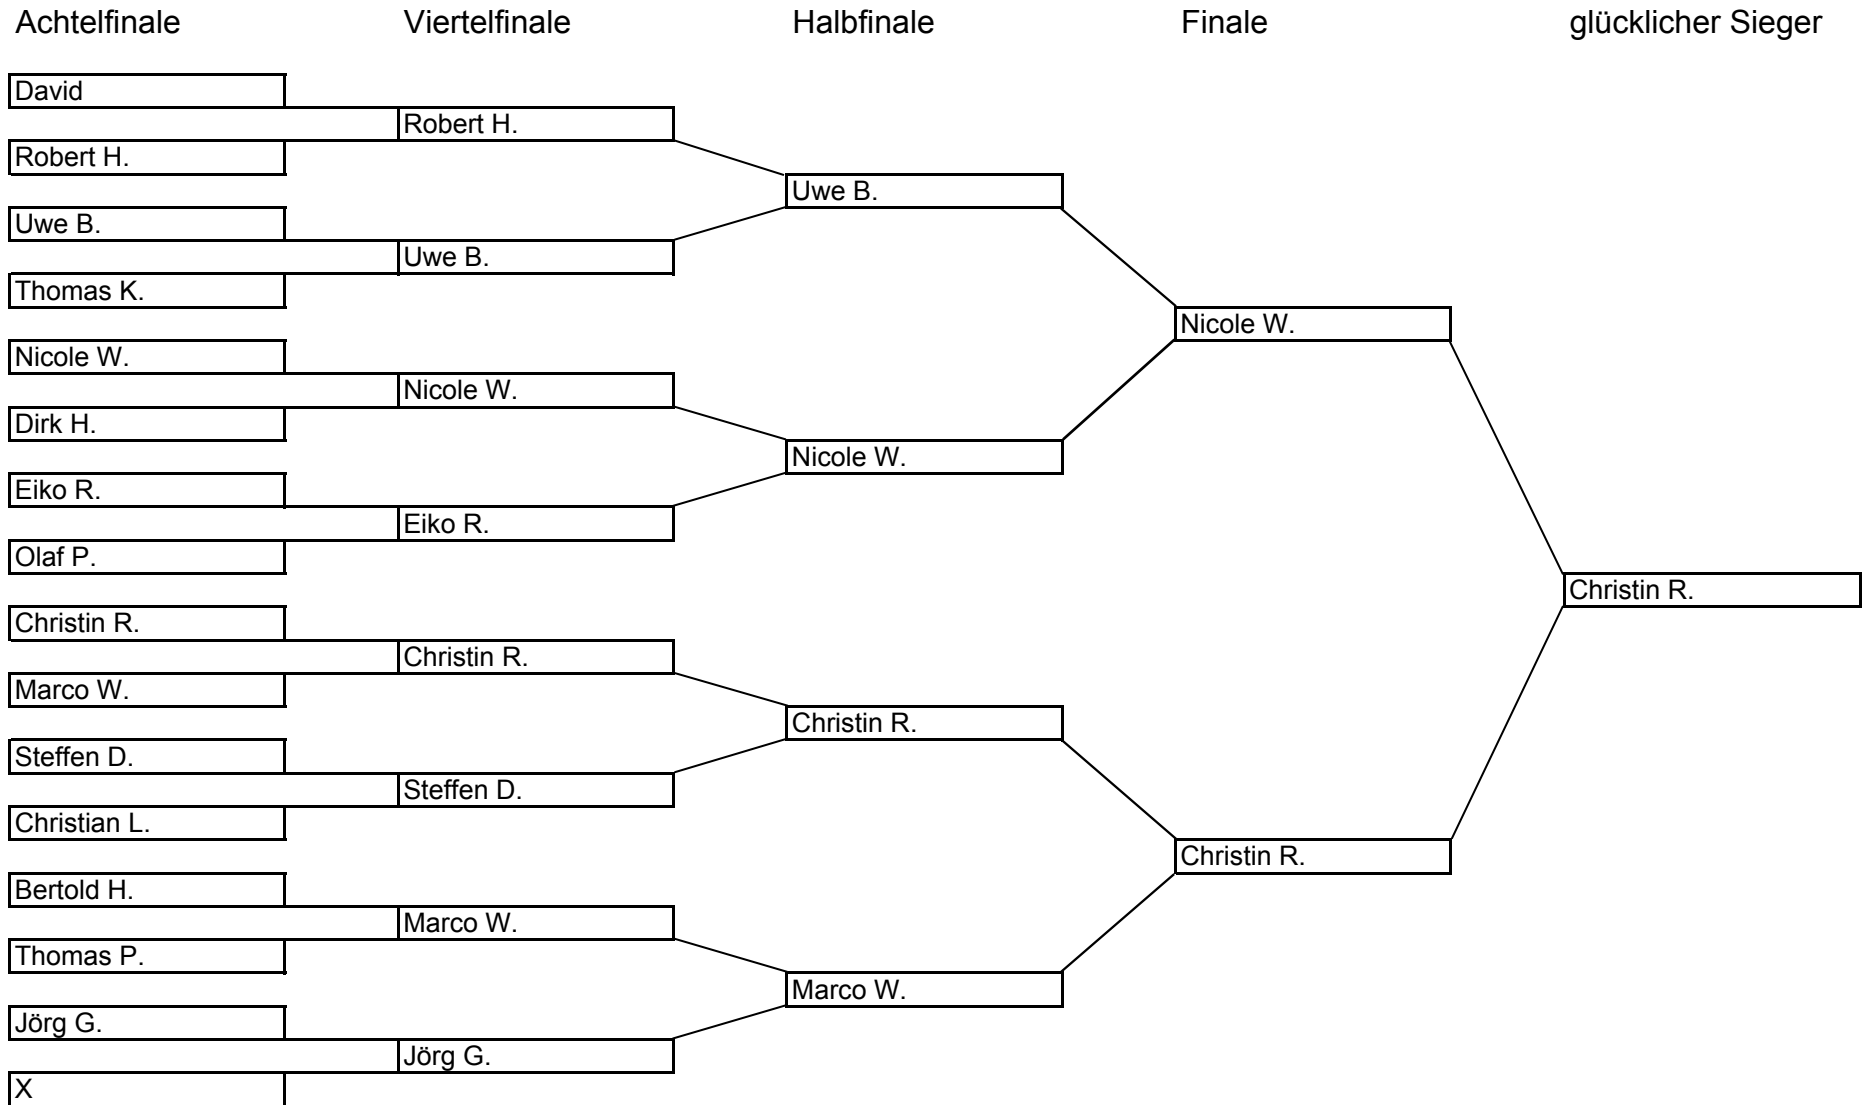 Achtelfinale Viertelfinale Halbfinale Finale glücklicher Sieger
David
Robert H.
Robert H.
Uwe B.
Uwe B.
Uwe B.
Thomas K.
Nicole W.
Nicole W.
Nicole W.
Dirk H.
Nicole W.
Eiko R.
Eiko R.
Olaf P.
Christin R.
Christin R.
Christin R.
Marco W.
Christin R.
Steffen D.
Steffen D.
Christian L.
Christin R.
Bertold H.
Marco W.
Thomas P.
Marco W.
Jörg G.
Jörg G.
X